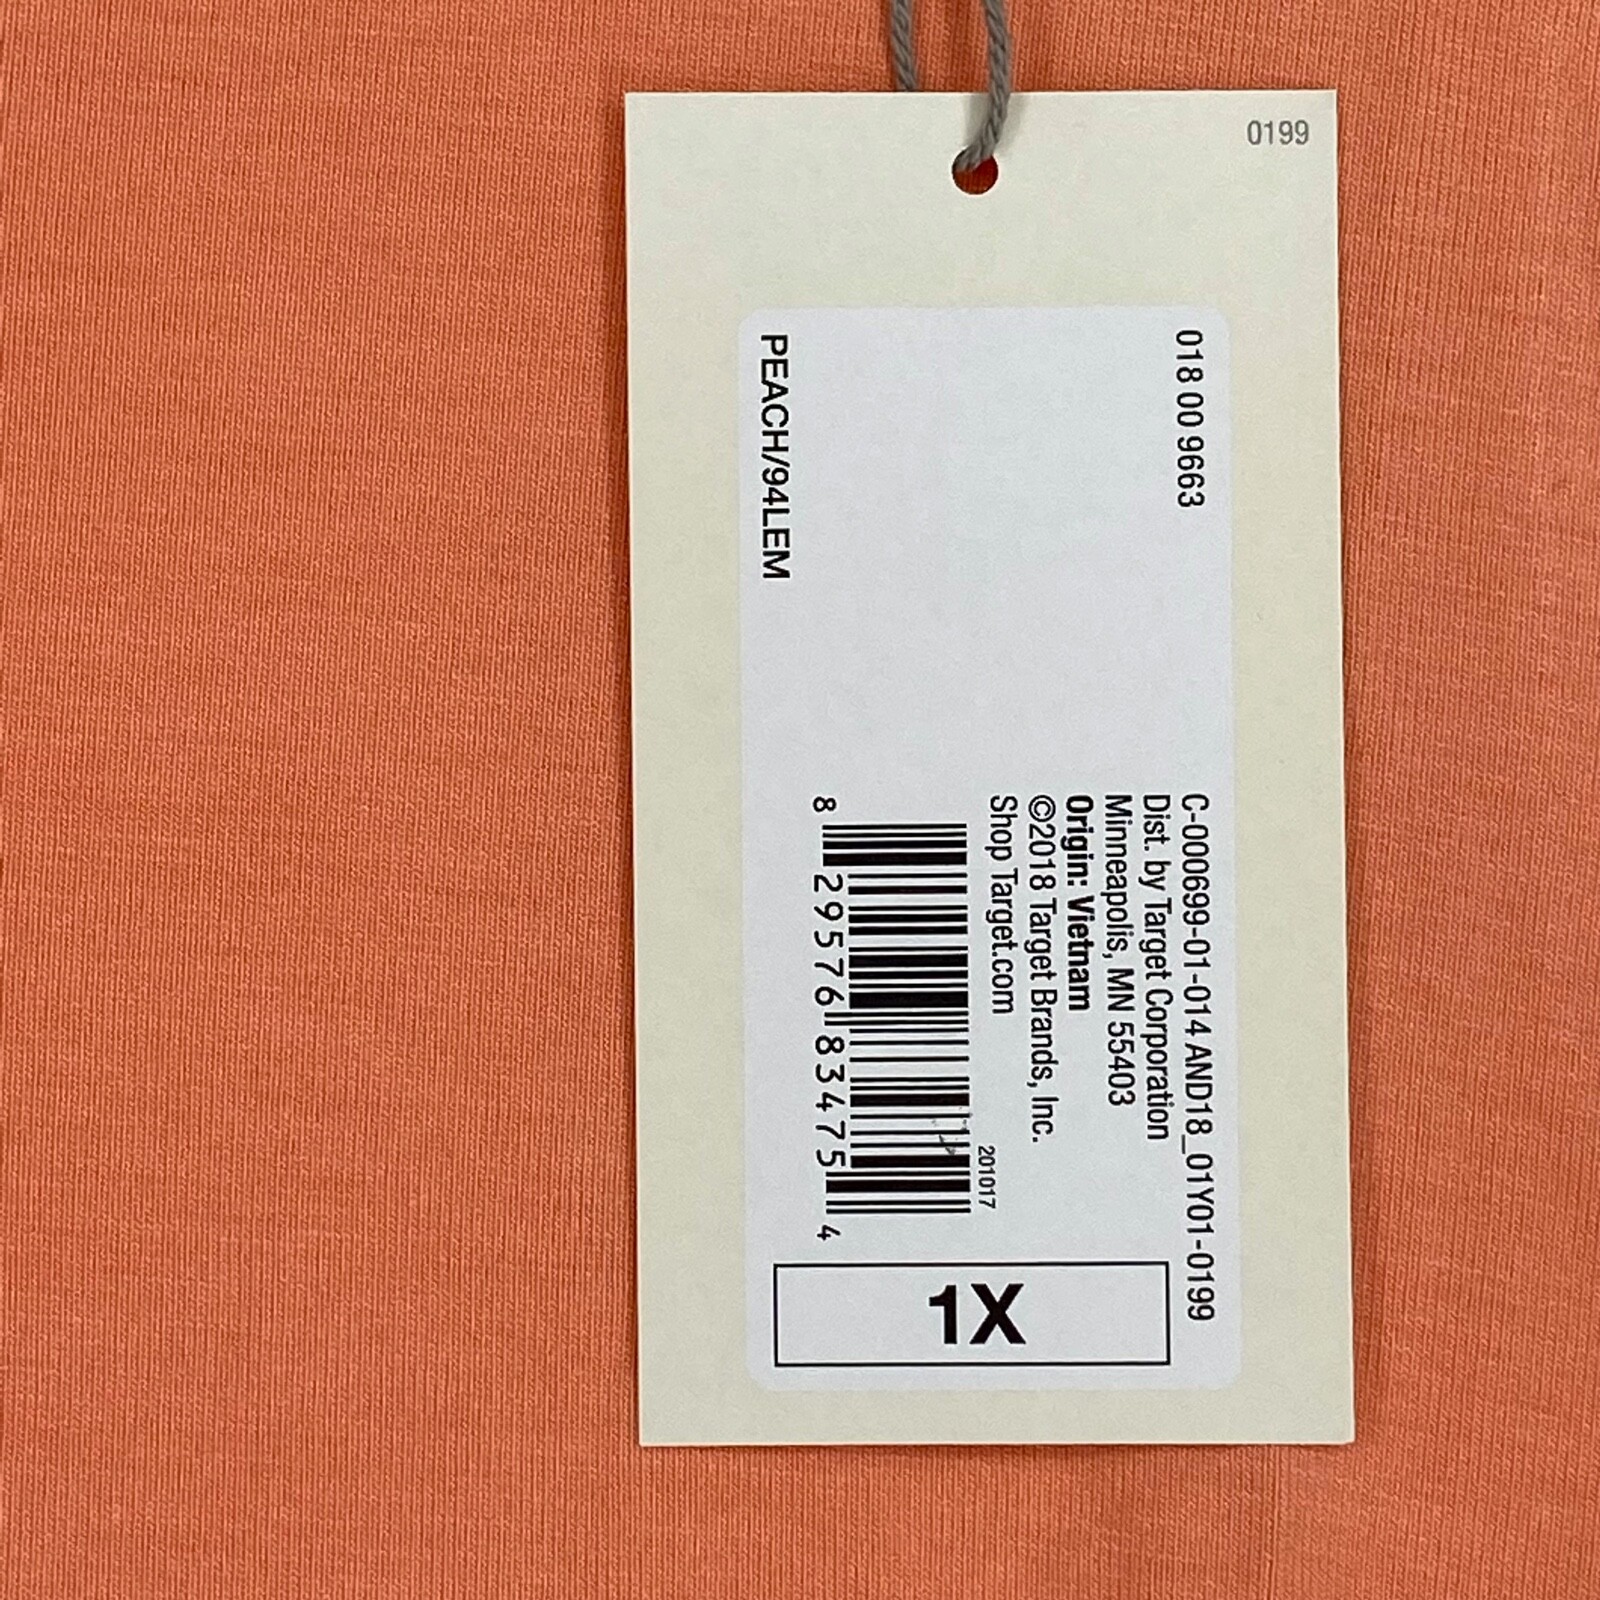 0199
018 00 9663
C-000699-01-014 AND18_01Y01-0199
Dist. by Target Corporation
Minneapolis, MN 55403
Origin: Vietnam
©2018 Target Brands, Inc.
Shop Target.com
201017
8 29576 83475 4
PEACH/94LEM
1X